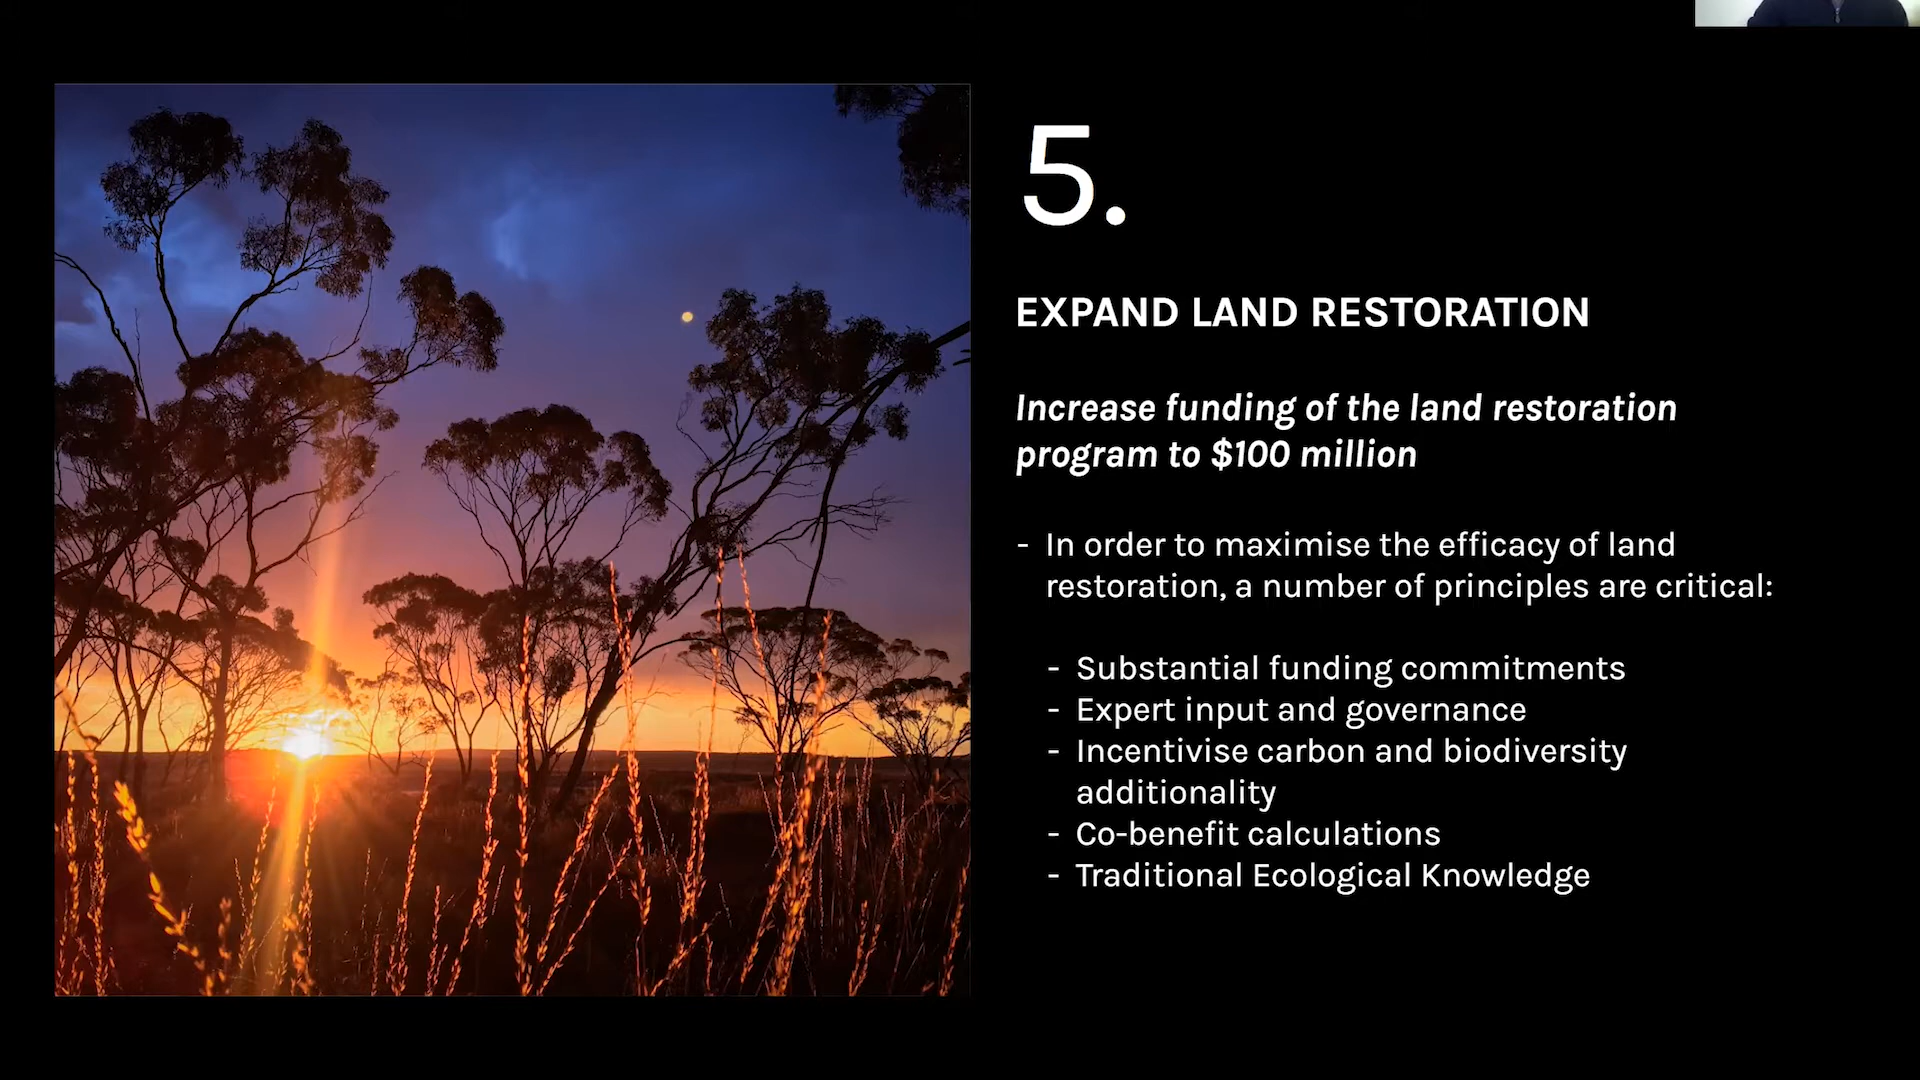 5.
EXPAND LAND RESTORATION
Increase funding of the land restoration
program to $100 million
- In order to maximise the efficacy of land
restoration, a number of principles are critical:
- Substantial funding commitments
- Expert input and governance
- Incentivise carbon and biodiversity
additionality
- Co-benefit calculations
- Traditional Ecological Knowledge